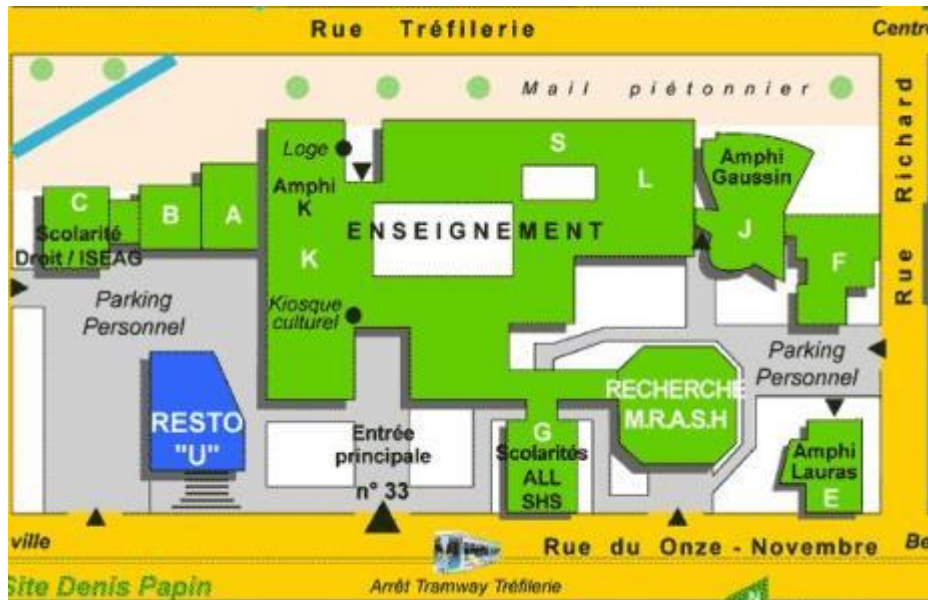 Rue Tréfilerie
Centre
Mail piétonnier
Rue Richard
Loge
S
Amphi
K
L
Amphi
Gaussin
J
C
B
A
Scolarité
Droit / ISEAG
ENSEIGNEMENT
K
F
Parking
Personnel
Kiosque
culturel
Parking
Personnel
RESTO
"U"
RECHERCHE
M.R.A.S.H
Entrée
principale
n° 33
G
Scolarités
ALL
SHS
Amphi
Lauras
E
ville
Rue du Onze - Novembre
Be
Site Denis Papin
Arrêt Tramway Tréfilerie
N